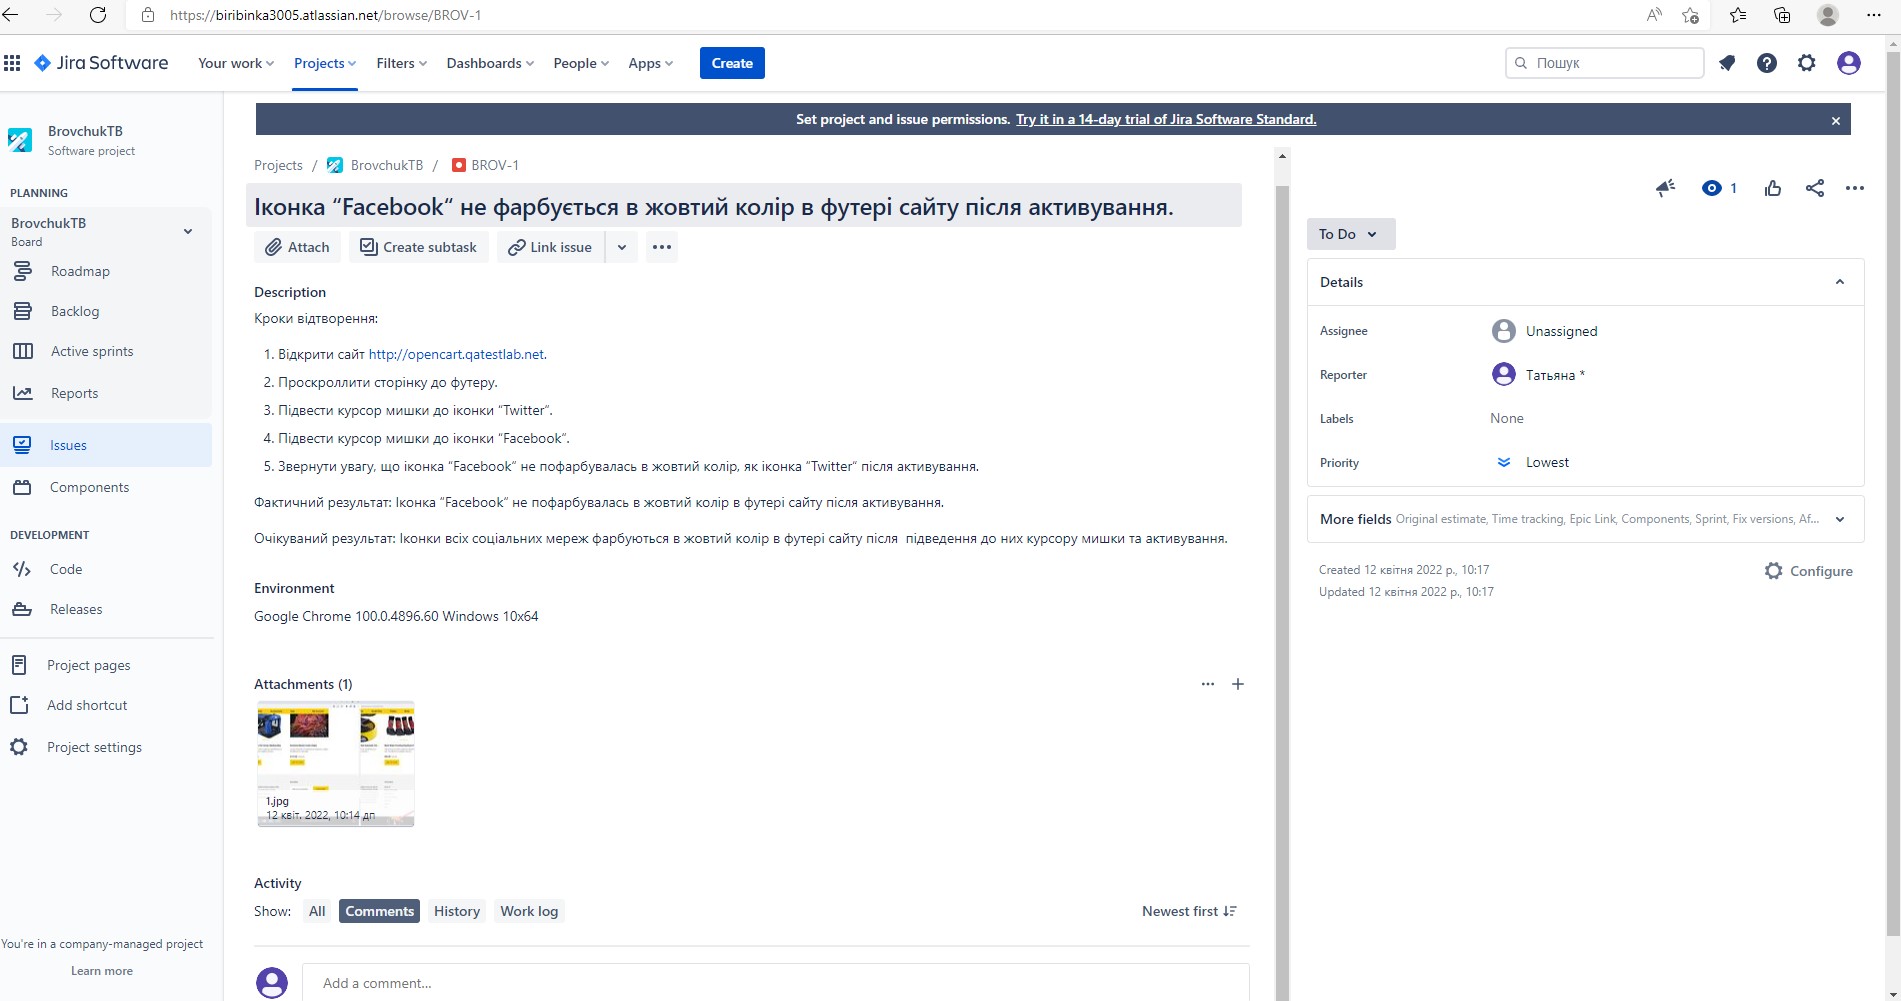 https://biribinka3005.atlassian.net/browse/BROV-1
Jira Software
Your work
Projects
Filters
Dashboards
People
Apps
Create
Пошук
BrovchukTB
Software project
PLANNING
BrovchukTB
Board
Roadmap
Backlog
Active sprints
Reports
Issues
Components
DEVELOPMENT
Code
Releases
Project pages
Add shortcut
Project settings
You're in a company-managed project
Learn more
Set project and issue permissions. Try it in a 14-day trial of Jira Software Standard.
Projects / BrovchukTB / BROV-1
Іконка “Facebook“ не фарбується в жовтий колір в футері сайту після активування.
Attach
Create subtask
Link issue
Description
Кроки відтворення:
1. Відкрити сайт http://opencart.qatestlab.net.
2. Проскроллити сторінку до футеру.
3. Підвести курсор мишки до іконки “Twitter“.
4. Підвести курсор мишки до іконки “Facebook“.
5. Звернути увагу, що іконка “Facebook“ не пофарбувалась в жовтий колір, як іконка “Twitter“ після активування.
Фактичний результат: Іконка “Facebook“ не пофарбувалась в жовтий колір в футері сайту після активування.
Очікуваний результат: Іконки всіх соціальних мереж фарбуються в жовтий колір в футері сайту після  підведення до них курсору мишки та активування.
Environment
Google Chrome 100.0.4896.60 Windows 10x64
Attachments (1)
1.jpg
12 квіт. 2022, 10:14 дп
Activity
Show: All Comments History Work log
Newest first
Add a comment...
1
To Do
Details
Assignee Unassigned
Reporter Татьяна *
Labels None
Priority Lowest
More fields Original estimate, Time tracking, Epic Link, Components, Sprint, Fix versions, Af...
Created 12 квітня 2022 р., 10:17
Updated 12 квітня 2022 р., 10:17
Configure